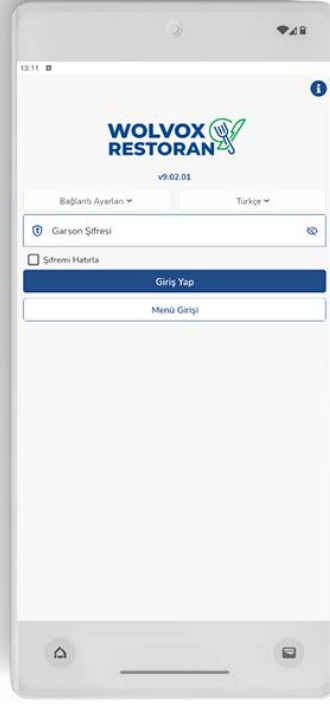 13:11
WOLVOX
RESTORAN
v9.02.01
Bağlantı Ayarları
Türkçe
Garson Şifresi
Şifremi Hatırla
Giriş Yap
Menü Girişi